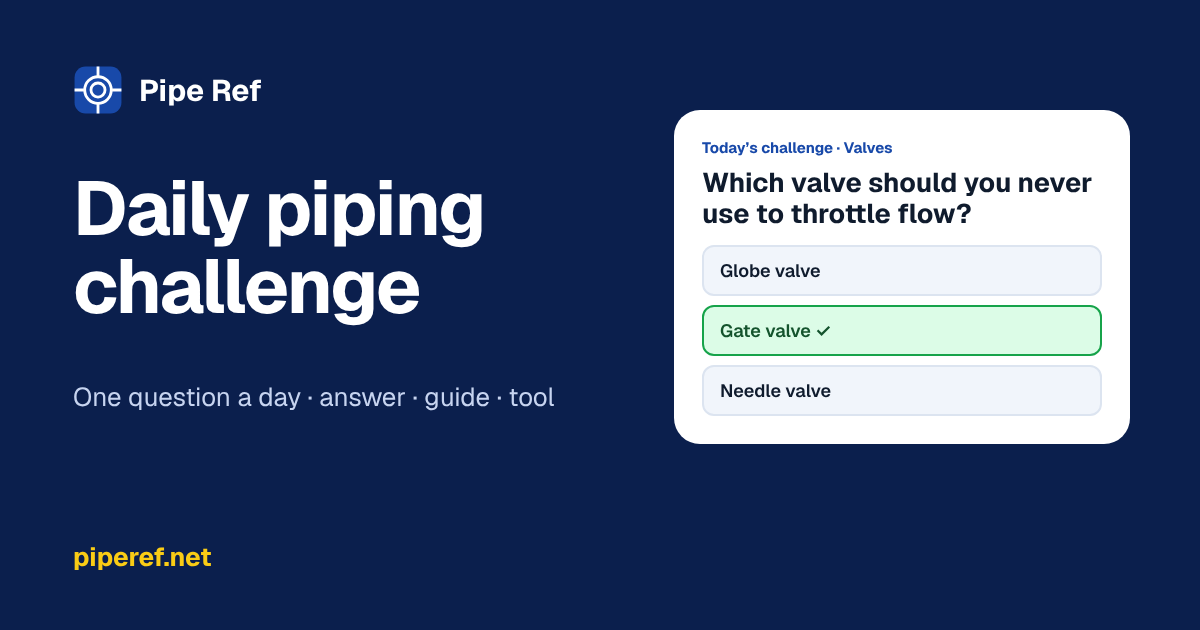 Pipe Ref
Daily piping
challenge
One question a day · answer · guide · tool
piperef.net
Today’s challenge · Valves
Which valve should you never
use to throttle flow?
Globe valve
Gate valve ✓
Needle valve